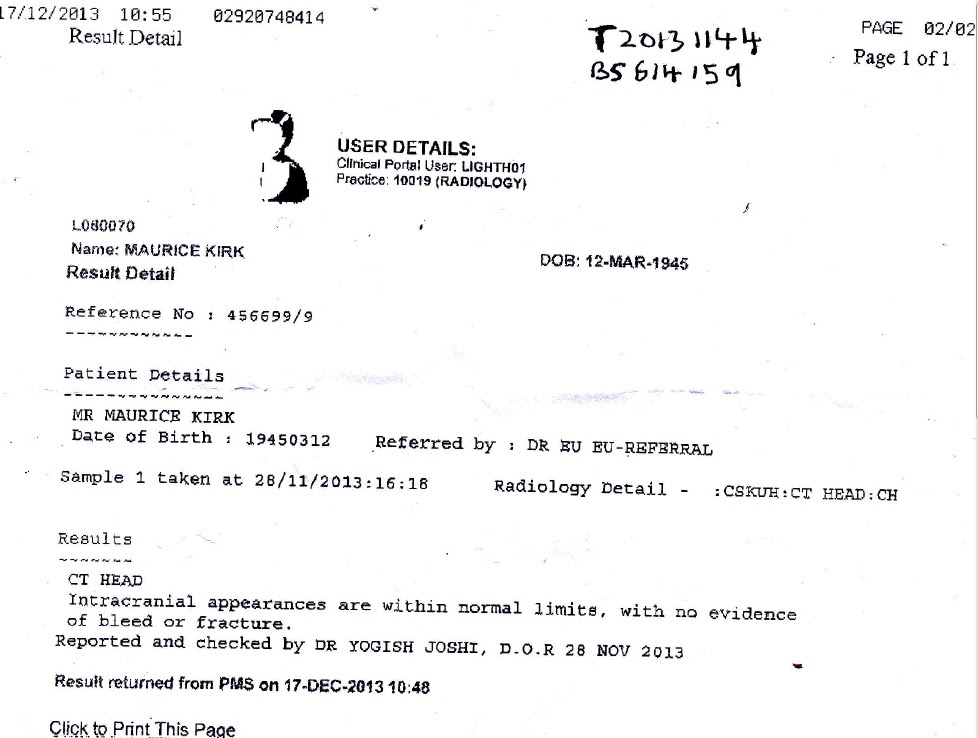 17/12/2013 10:55 02920748414 PAGE 02/02
Result Detail Page 1 of 1
T20131144
BS614159
USER DETAILS:
Clinical Portal User: LIGHTH01
Practice: 10019 (RADIOLOGY)
L080070
Name: MAURICE KIRK DOB: 12-MAR-1945
Result Detail
Reference No : 456699/9
Patient Details
MR MAURICE KIRK
Date of Birth : 19450312 Referred by : DR EU EU-REFERRAL
Sample 1 taken at 28/11/2013:16:18 Radiology Detail - :CSKUH:CT HEAD:CH
Results
CT HEAD
Intracranial appearances are within normal limits, with no evidence
of bleed or fracture.
Reported and checked by DR YOGISH JOSHI, D.O.R 28 NOV 2013
Result returned from PMS on 17-DEC-2013 10:48
Click to Print This Page